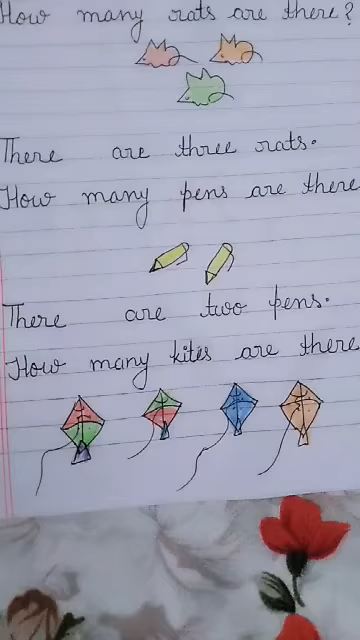 How many rats are there?
There are three rats.
How many pens are there
There are two pens.
How many kites are there